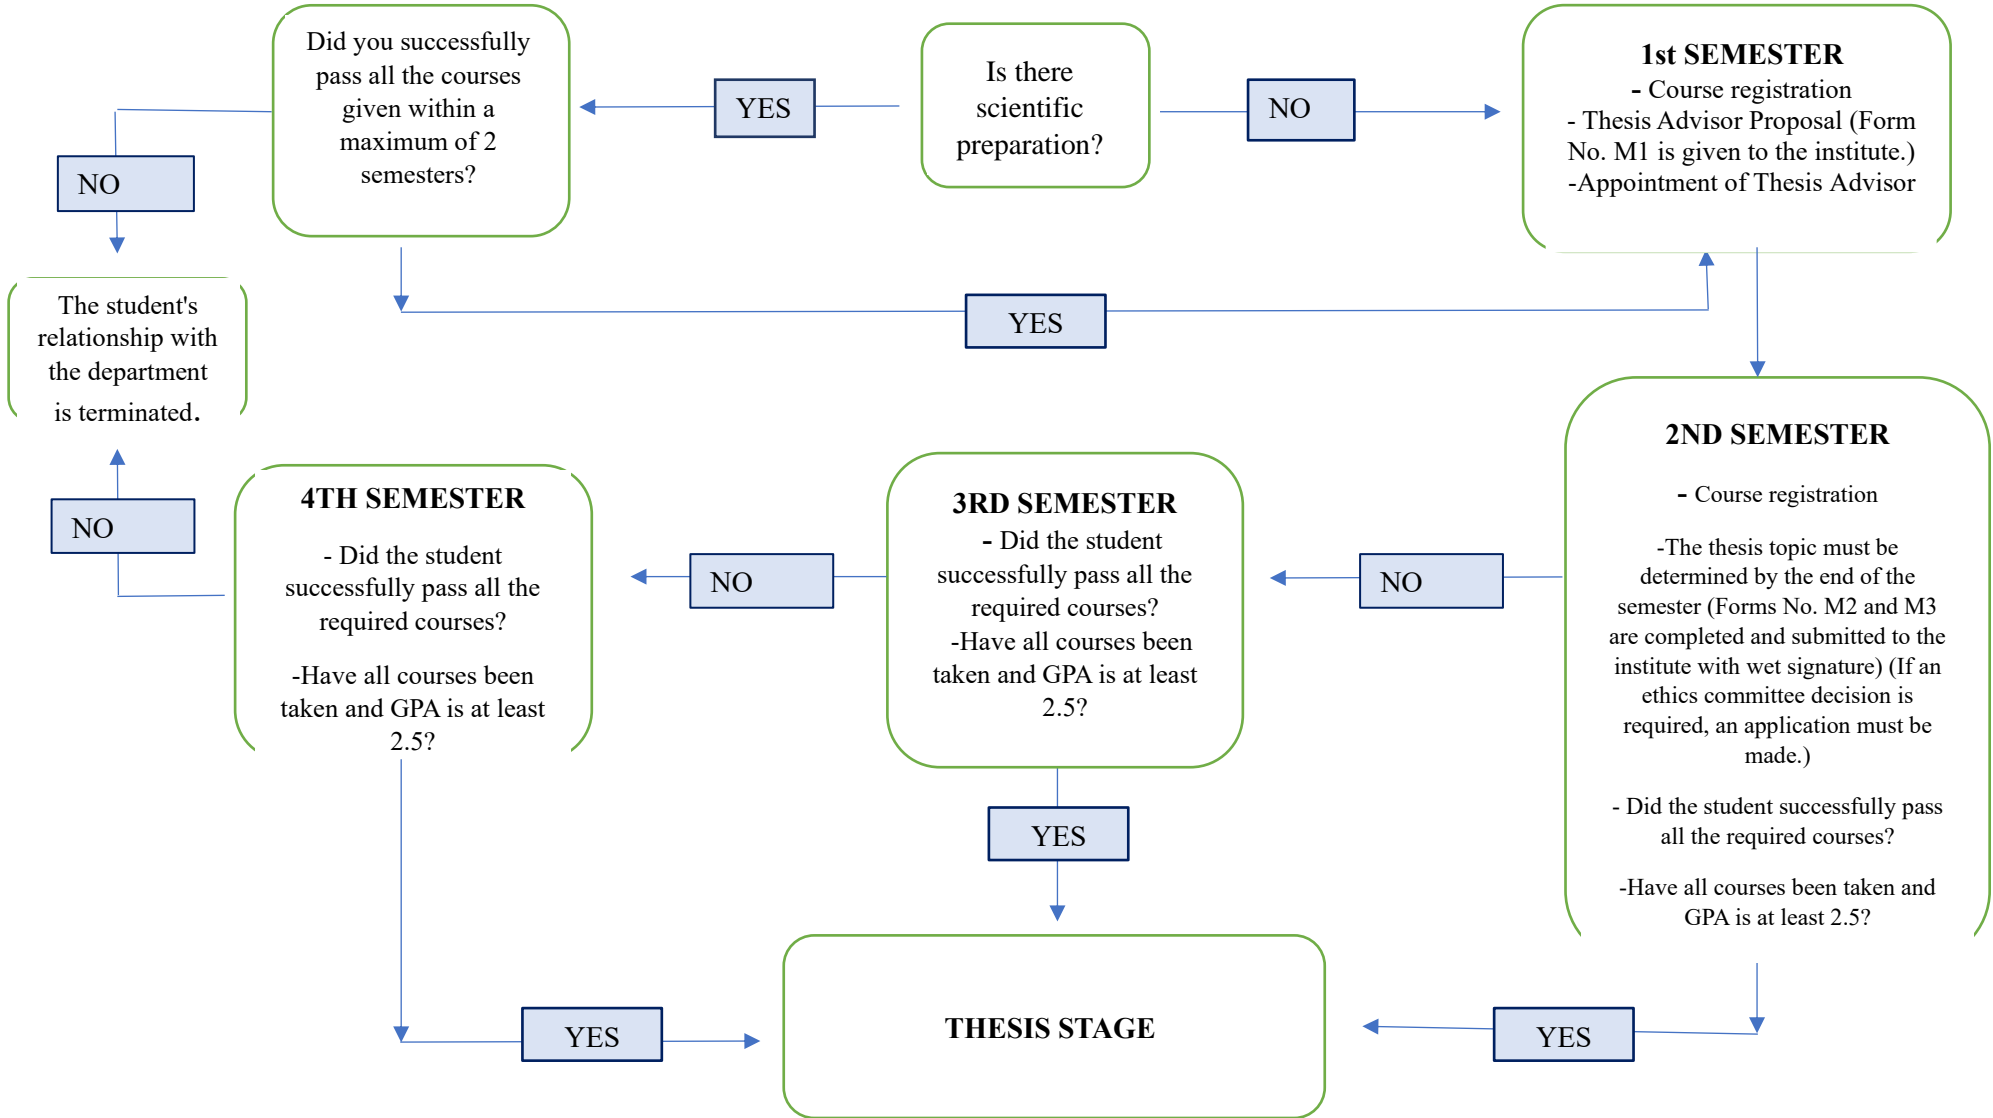 Did you successfully
pass all the courses
given within a
maximum of 2
semesters?
YES
Is there
scientific
preparation?
NO
1st SEMESTER
- Course registration
- Thesis Advisor Proposal (Form
No. M1 is given to the institute.)
-Appointment of Thesis Advisor
NO
YES
The student's
relationship with
the department
is terminated.
NO
4TH SEMESTER
- Did the student
successfully pass all the
required courses?
-Have all courses been
taken and GPA is at least
2.5?
NO
3RD SEMESTER
- Did the student
successfully pass all the
required courses?
-Have all courses been
taken and GPA is at least
2.5?
NO
2ND SEMESTER
- Course registration
-The thesis topic must be
determined by the end of the
semester (Forms No. M2 and M3
are completed and submitted to the
institute with wet signature) (If an
ethics committee decision is
required, an application must be
made.)
- Did the student successfully pass
all the required courses?
-Have all courses been taken and
GPA is at least 2.5?
YES
YES
THESIS STAGE
YES